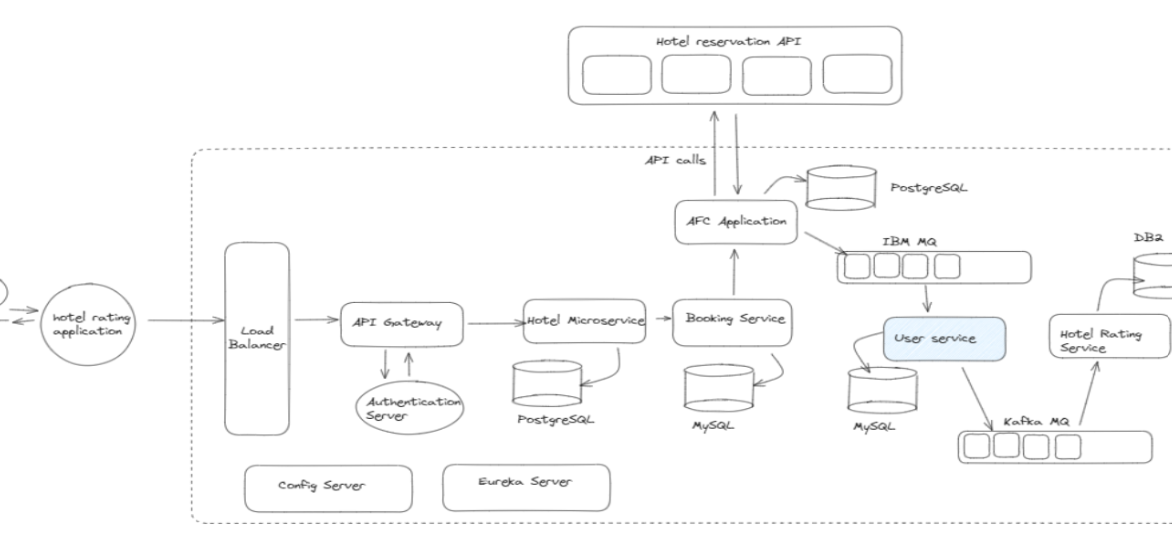 Hotel reservation API
API calls
AFC Application
PostgreSQL
IBM MQ
DB2
hotel rating
application
Load
Balancer
API Gateway
Hotel Microservice
Booking Service
User service
Hotel Rating
Service
Authentication
Server
PostgreSQL
MySQL
MySQL
Kafka MQ
Config Server
Eureka Server